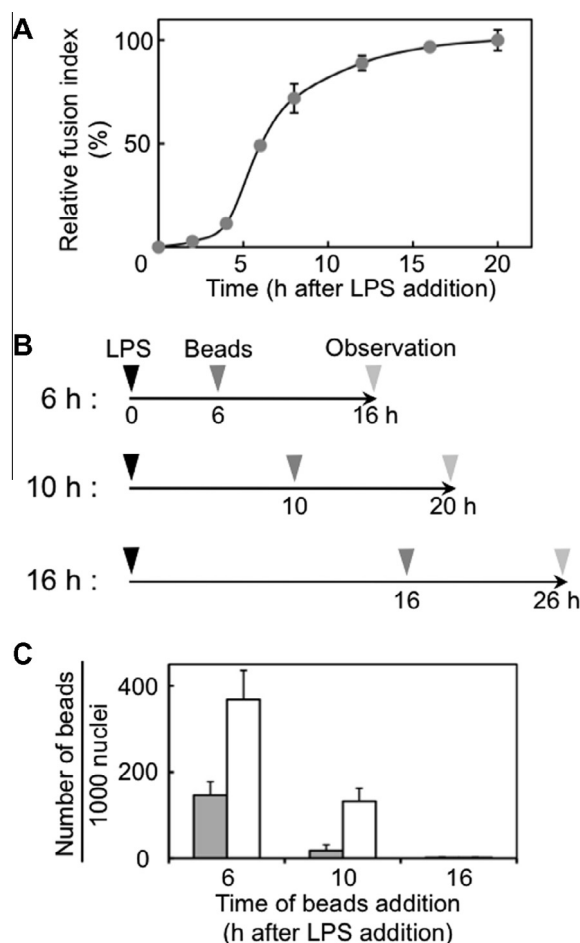 A
Relative fusion index
(%)
100
50
0
5
10
15
20
Time (h after LPS addition)
B
LPS Beads Observation
6 h :
0 6 16 h
10 h :
10 20 h
16 h :
16 26 h
C
Number of beads
1000 nuclei
400
200
0
6 10 16
Time of beads addition
(h after LPS addition)